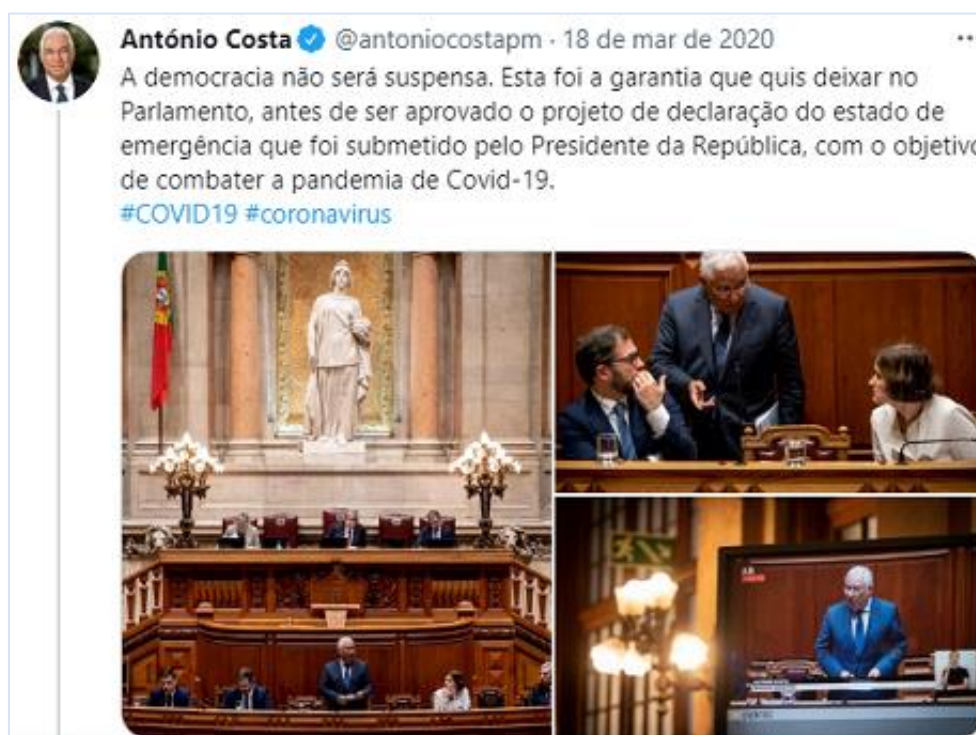 António Costa @antoniocostapm · 18 de mar de 2020
A democracia não será suspensa. Esta foi a garantia que quis deixar no
Parlamento, antes de ser aprovado o projeto de declaração do estado de
emergência que foi submetido pelo Presidente da República, com o objetivo
de combater a pandemia de Covid-19.
#COVID19 #coronavirus